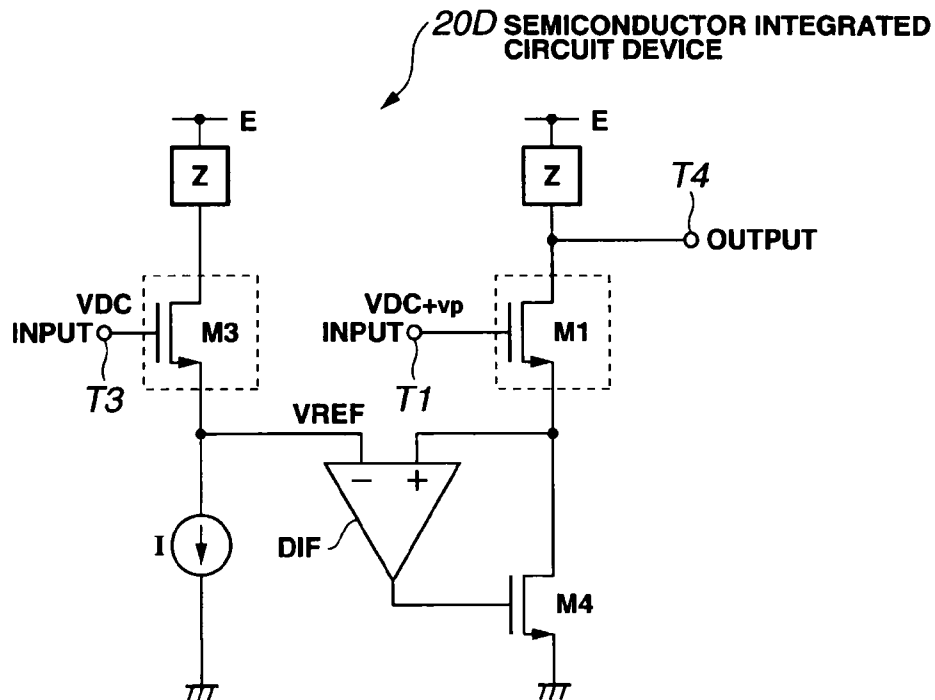 20D SEMICONDUCTOR INTEGRATED
CIRCUIT DEVICE
E
E
Z
Z
T4
OUTPUT
VDC
INPUT
M3
T3
VDC+vp
INPUT
M1
T1
VREF
− +
I
DIF
M4